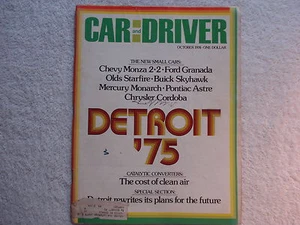 CAR and DRIVER
OCTOBER 1974 ONE DOLLAR
THE NEW SMALL CARS:
Chevy Monza 2+2 • Ford Granada
Olds Starfire • Buick Skyhawk
Mercury Monarch • Pontiac Astre
Chrysler Cordoba
DETROIT
'75
CATALYTIC CONVERTERS:
The cost of clean air
SPECIAL SECTION:
Detroit rewrites its plans for the future